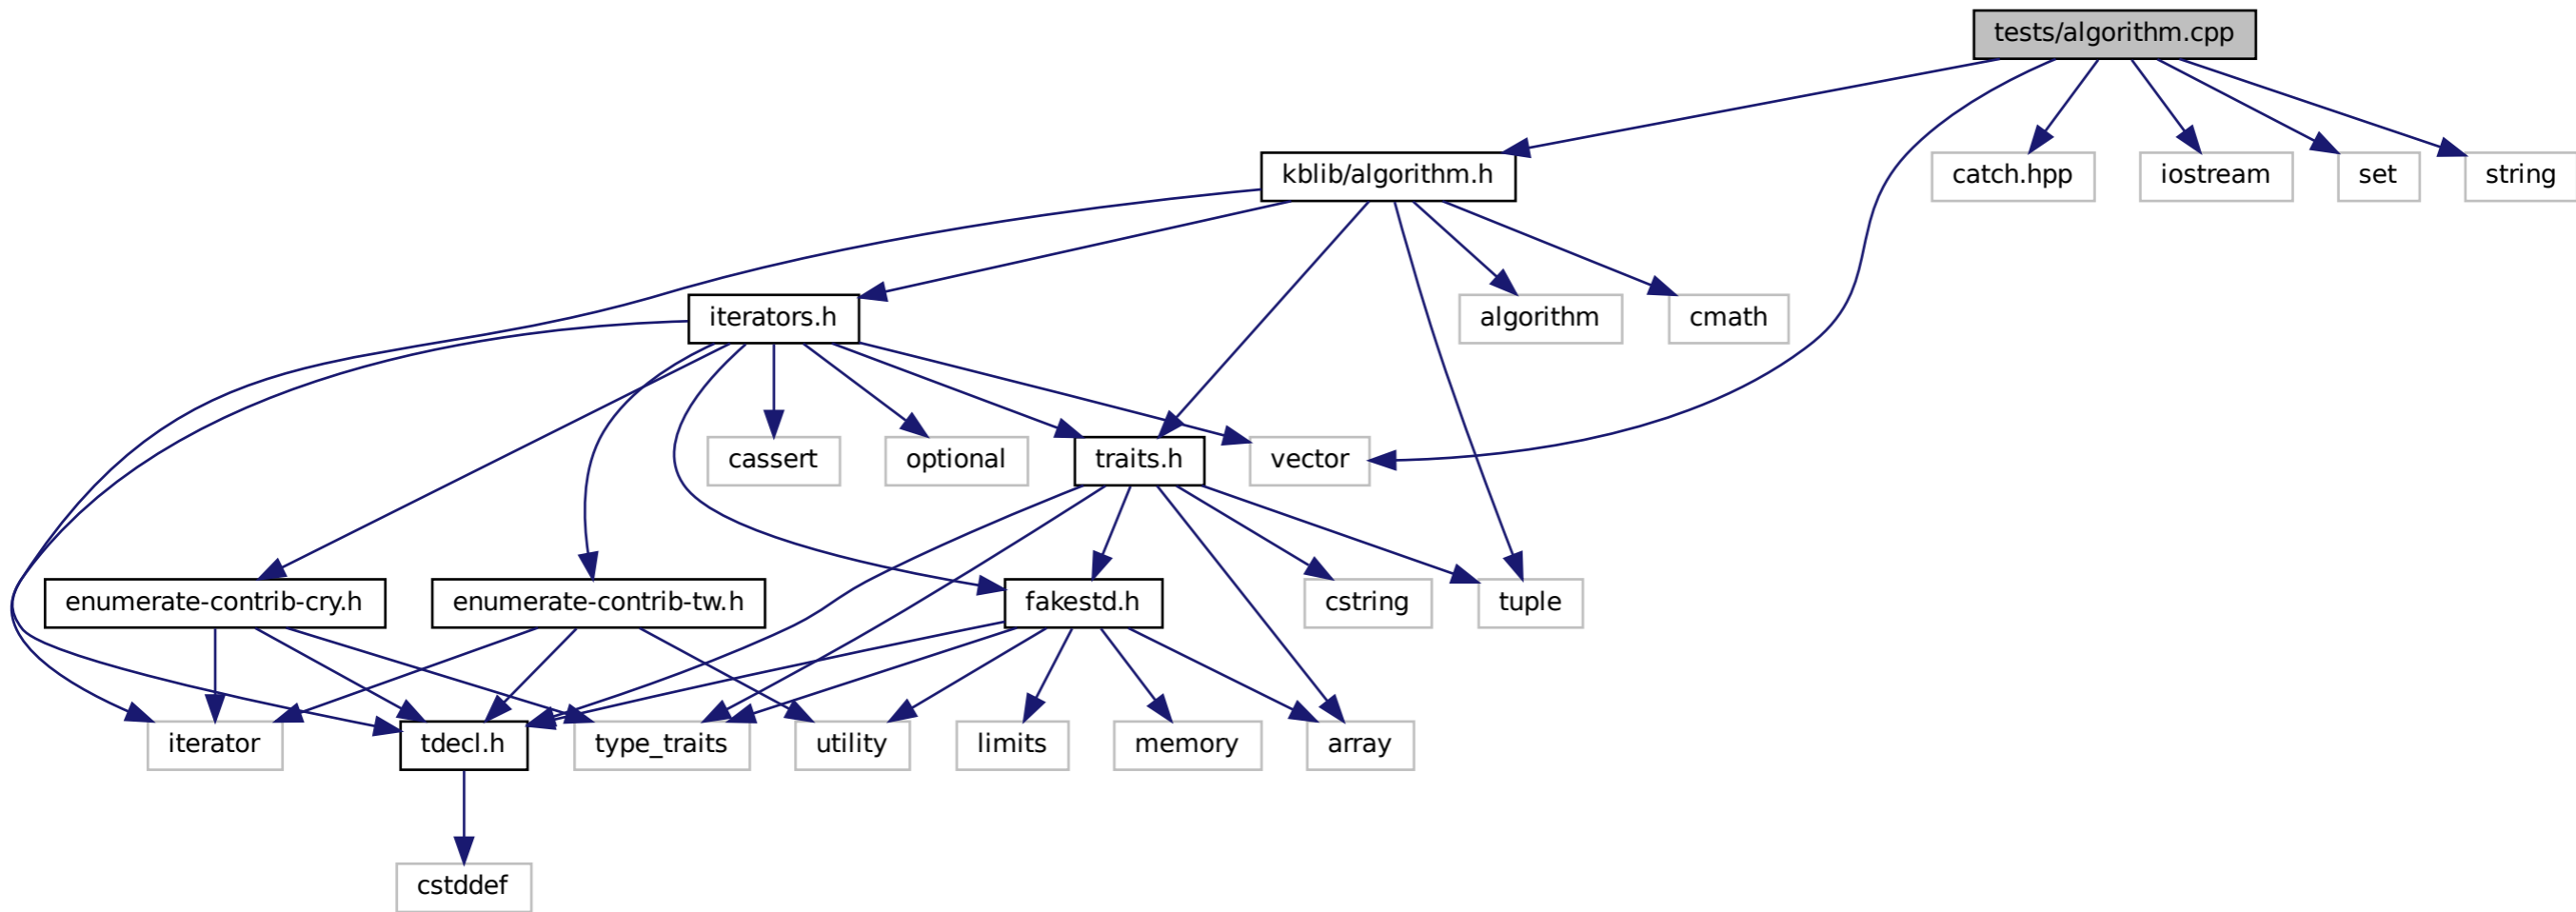 tests/algorithm.cpp
kblib/algorithm.h
catch.hpp
iostream
set
string
iterators.h
algorithm
cmath
cassert
optional
traits.h
vector
enumerate-contrib-cry.h
enumerate-contrib-tw.h
fakestd.h
cstring
tuple
iterator
tdecl.h
type_traits
utility
limits
memory
array
cstddef